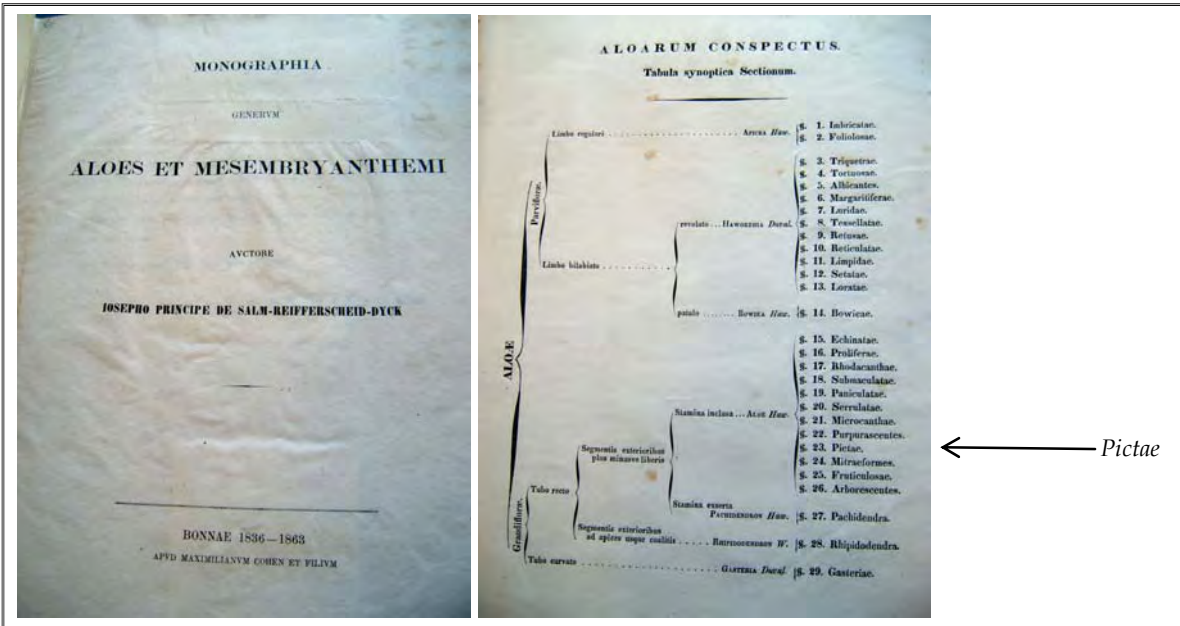 MONOGRAPHIA
GENERVM
ALOES ET MESEMBRYANTHEMI
AVCTORE
IOSEPHO PRINCIPE DE SALM-REIFFERSCHEID-DYCK
BONNAE 1836—1863
APVD MAXIMILIANVM COHEN ET FILIVM
ALOARUM CONSPECTUS.
Tabula synoptica Sectionum.
ALOÆ
Parvifloræ.
Limbo regulari ........ APICRA Haw.
§. 1. Imbricatae.
§. 2. Foliolosae.
Limbo bilabiato ........
revoluto ... HAWORTHIA Duval.
§. 3. Triquetrae.
§. 4. Tortuosae.
§. 5. Albicantes.
§. 6. Margaritiferae.
§. 7. Luridae.
§. 8. Tessellatae.
§. 9. Retusae.
§. 10. Reticulatae.
§. 11. Limpidae.
§. 12. Setatae.
§. 13. Loratae.
patulo ........ BOWIEA Haw.
§. 14. Bowieae.
Grandifloræ.
Tubo recto
Segmentis exterioribus
plus minusve liberis
Stamina inclusa ... ALOE Haw.
§. 15. Echinatae.
§. 16. Proliferae.
§. 17. Rhodacanthae.
§. 18. Submaculatae.
§. 19. Paniculatae.
§. 20. Serrulatae.
§. 21. Microcanthae.
§. 22. Purpurascentes.
§. 23. Pictae.
§. 24. Mitraeformes.
§. 25. Fruticulosae.
§. 26. Arborescentes.
Stamina exserta
PACHIDENDRON Haw.
§. 27. Pachidendra.
Segmentis exterioribus
ad apicem usque coalitis ..... RHIPIDODENDRON W.
§. 28. Rhipidodendra.
Tubo curvato ........ GASTERIA Duval.
§. 29. Gasteriae.
Pictae